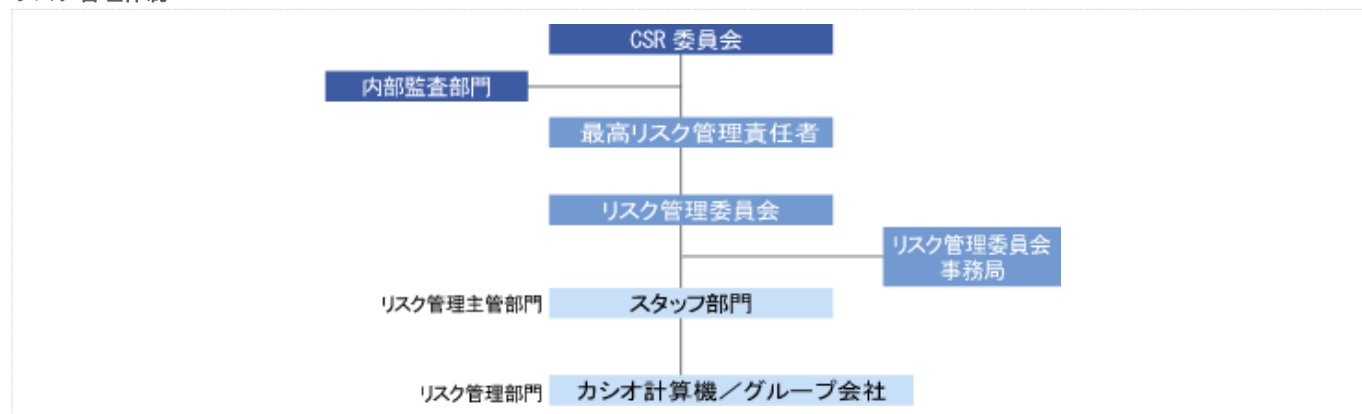 CSR 委員会
内部監査部門
最高リスク管理責任者
リスク管理委員会
リスク管理委員会
事務局
リスク管理主管部門
スタッフ部門
リスク管理部門
カシオ計算機／グループ会社